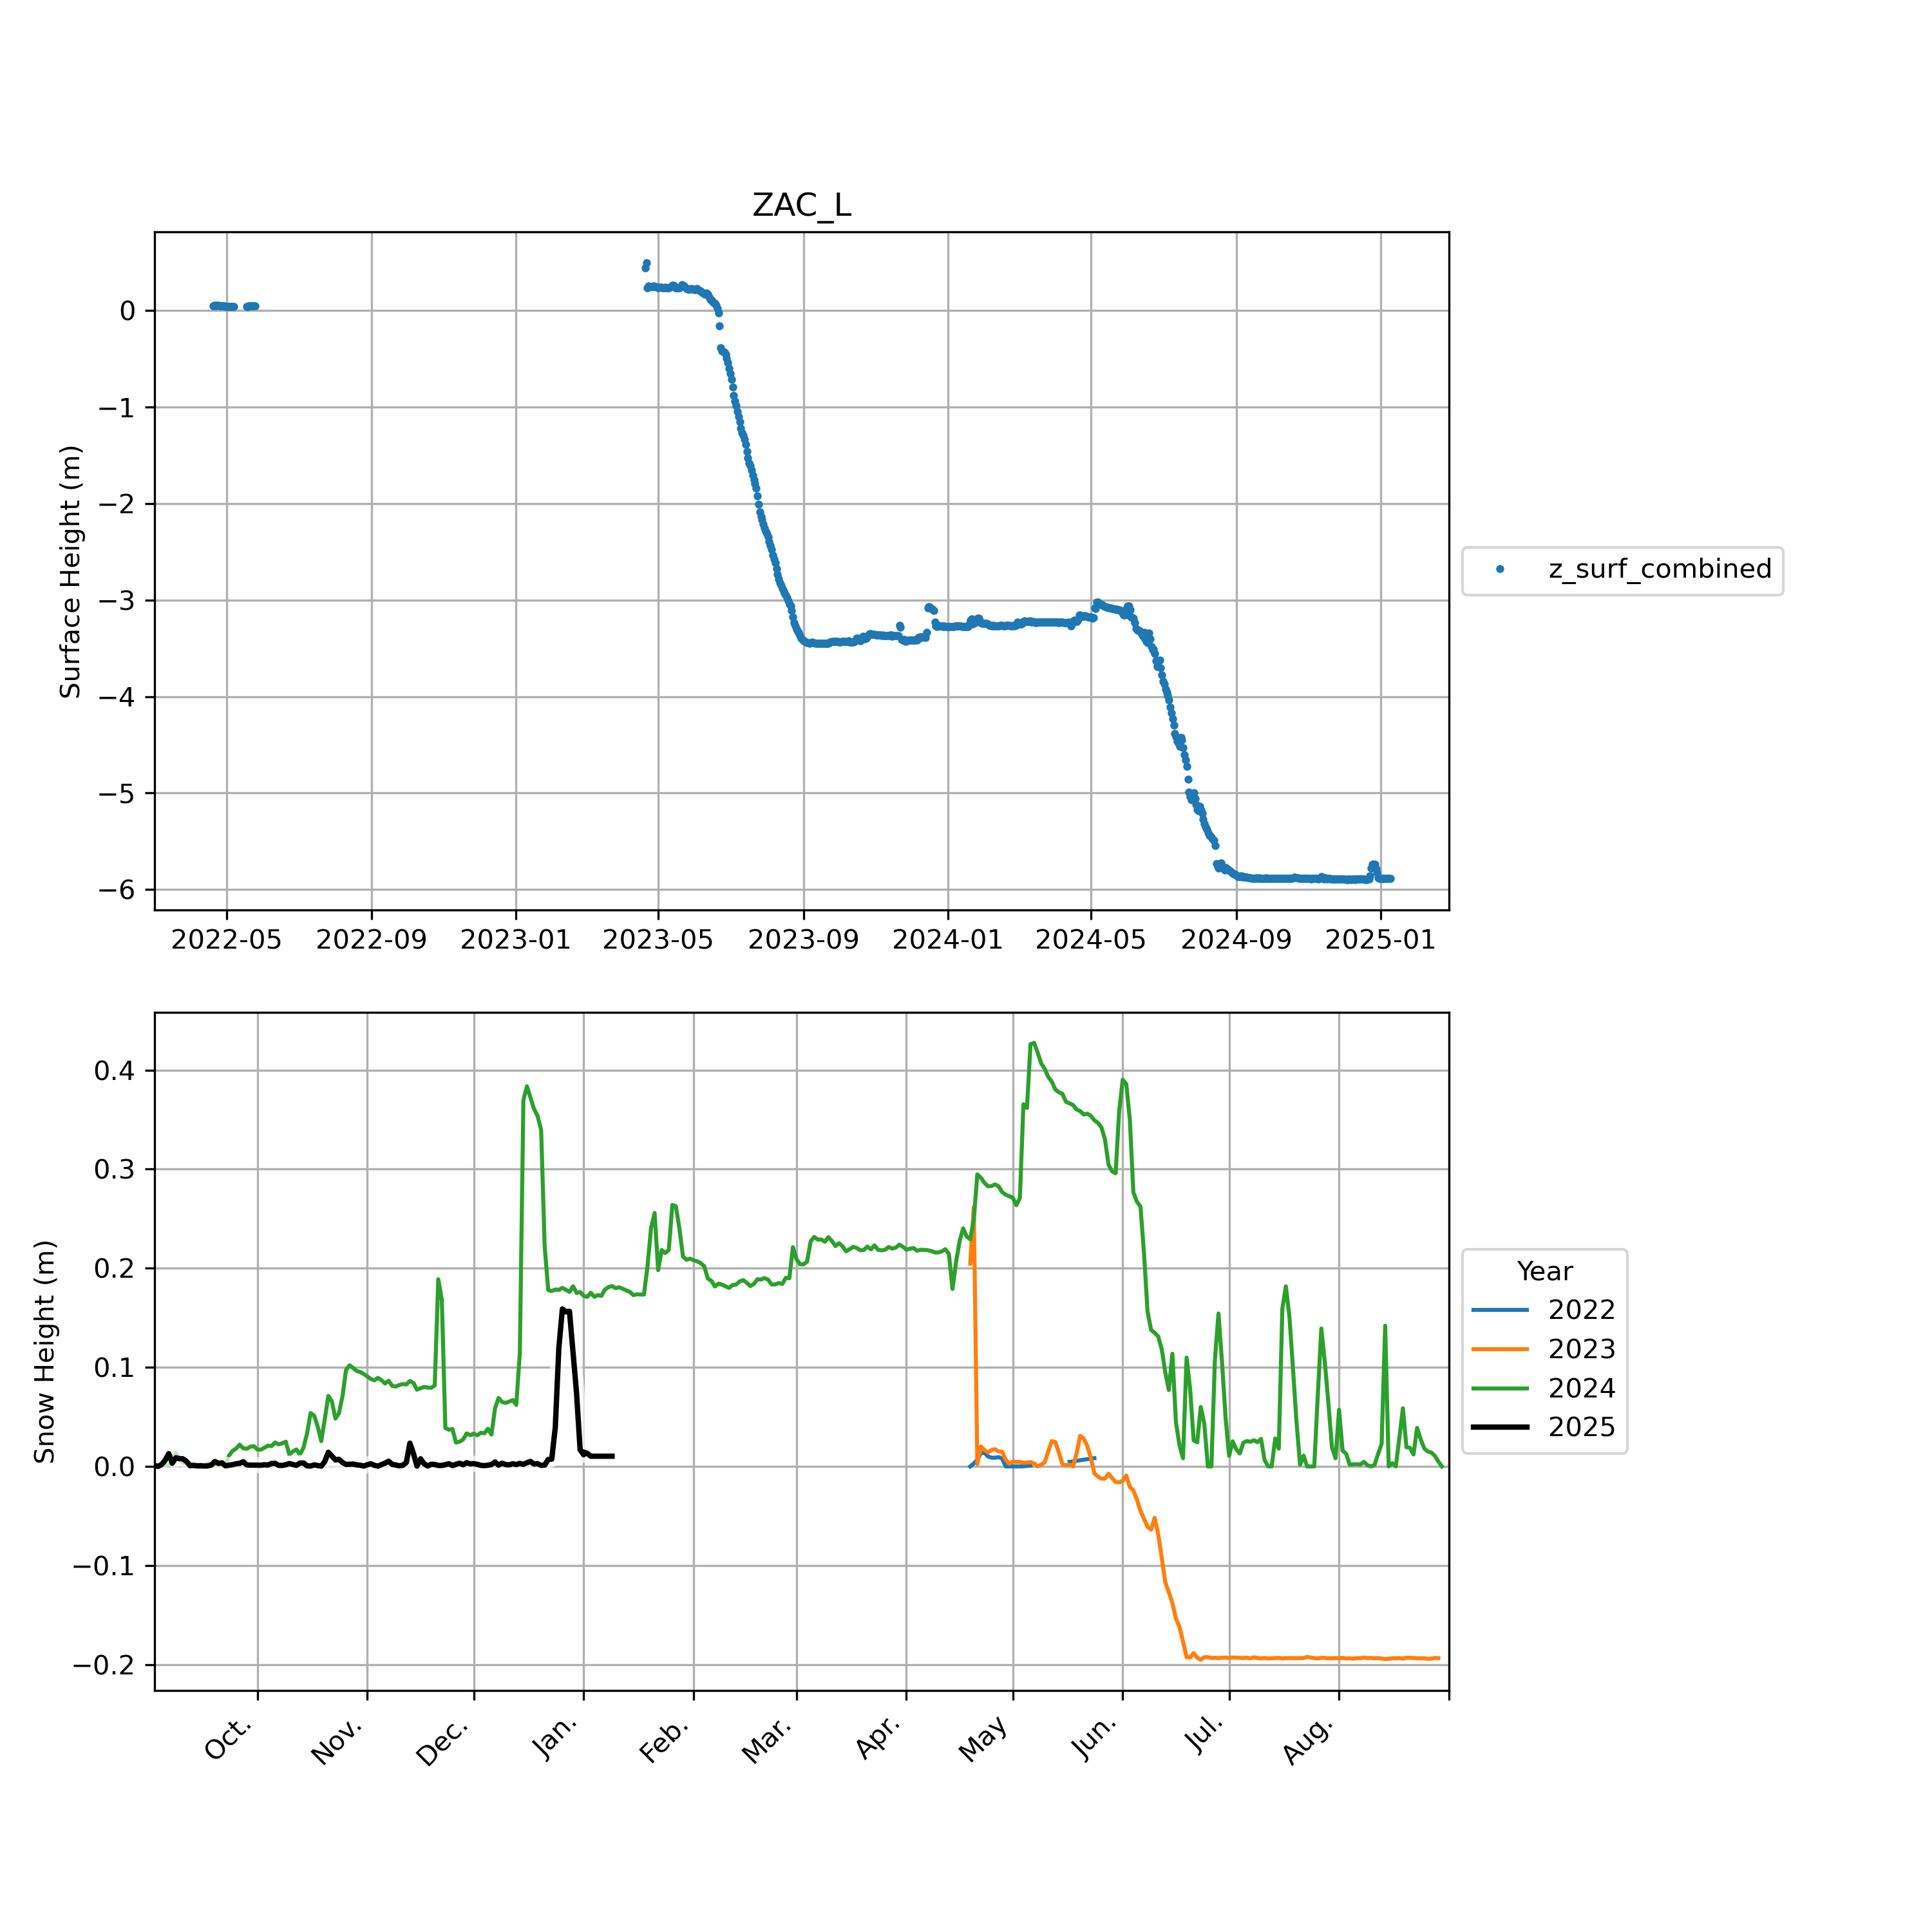 ZAC_L
Surface Height (m)
0
−1
−2
−3
−4
−5
−6
2022-05 2022-09 2023-01 2023-05 2023-09 2024-01 2024-05 2024-09 2025-01
z_surf_combined
Snow Height (m)
0.4
0.3
0.2
0.1
0.0
−0.1
−0.2
Oct. Nov. Dec. Jan. Feb. Mar. Apr. May Jun. Jul. Aug.
Year
2022
2023
2024
2025